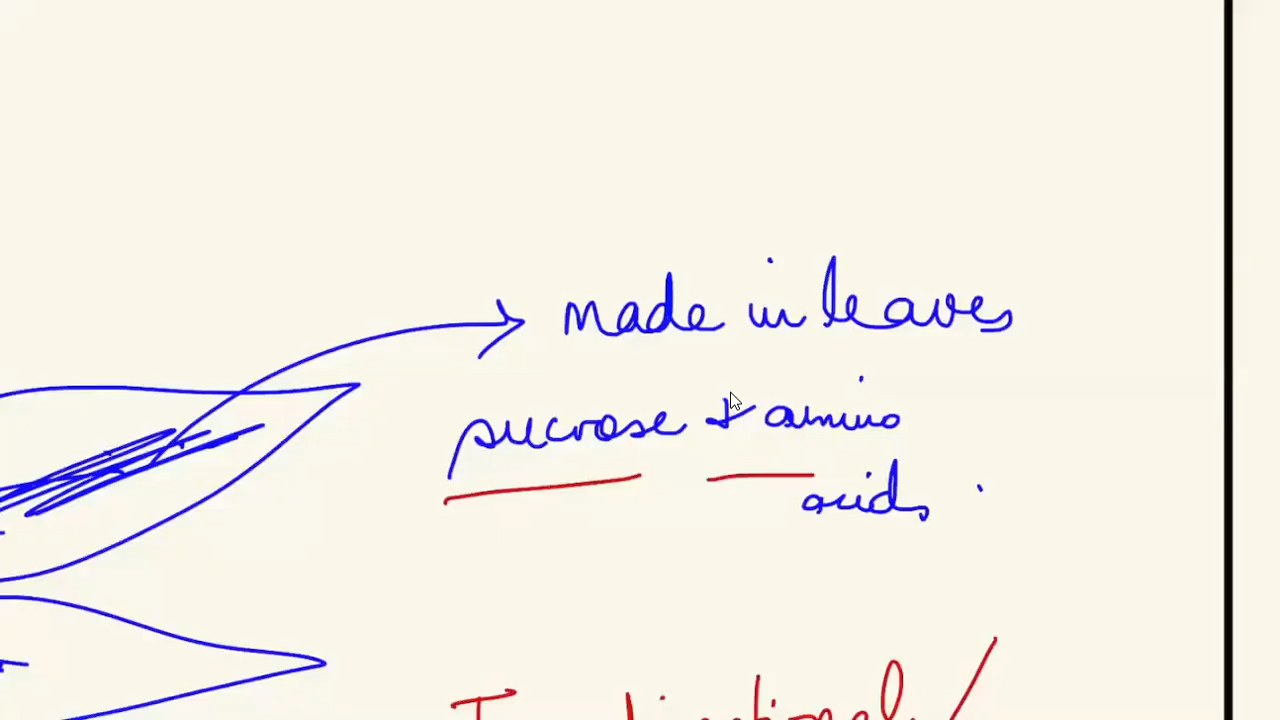 made in leaves
sucrose & amino
acids.